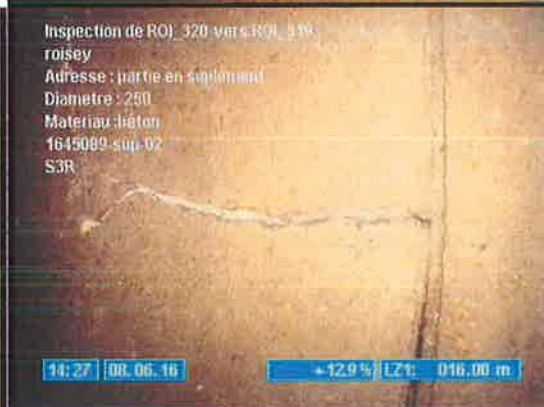 Inspection de ROI_320 vers ROI_319
roisey
Adresse : partie en suplement
Diametre : 250
Materiau :béton
1645089-sup-02
S3R
14:27 08.06.16 +12.9% LZ1: 016.00 m